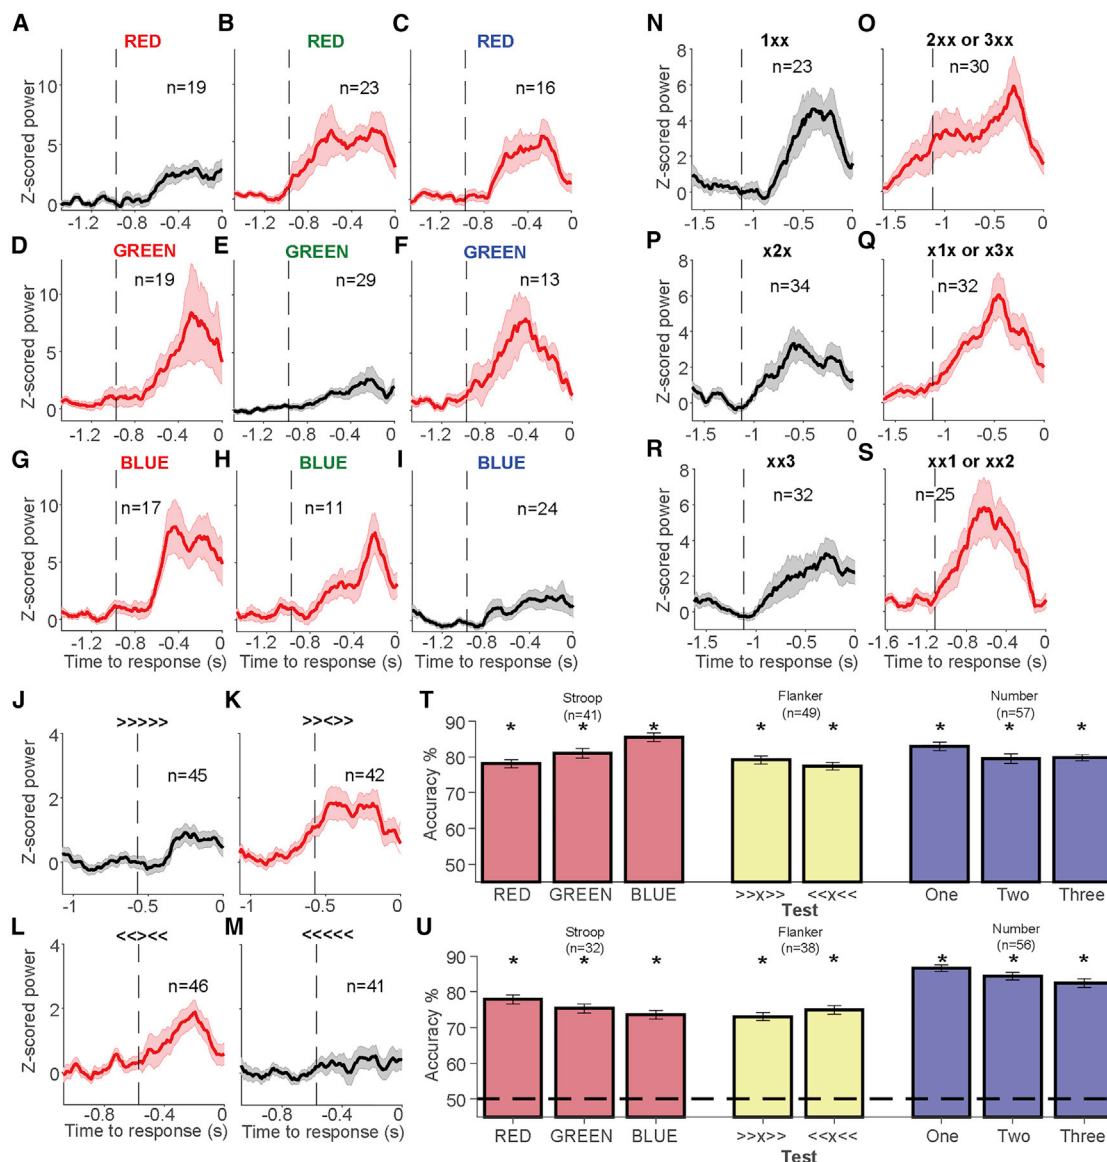 A
RED
n=19
Z-scored power
10
5
0
-1.2
-0.8
-0.4
0
B
RED
n=23
-1.2
-0.8
-0.4
0
C
RED
n=16
-1.2
-0.8
-0.4
0
D
GREEN
n=19
Z-scored power
10
5
0
-1.2
-0.8
-0.4
0
E
GREEN
n=29
-1.2
-0.8
-0.4
0
F
GREEN
n=13
-1.2
-0.8
-0.4
0
G
BLUE
n=17
Z-scored power
10
5
0
-1.2
-0.8
-0.4
0
Time to response (s)
H
BLUE
n=11
-1.2
-0.8
-0.4
0
Time to response (s)
I
BLUE
n=24
-1.2
-0.8
-0.4
0
Time to response (s)
J
>>>>>
n=45
Z-scored power
4
2
0
-1
-0.5
0
K
>><>>
n=42
-1
-0.5
0
L
<<><<
n=46
Z-scored power
4
2
0
-0.8
-0.4
0
Time to response (s)
M
<<<<<
n=41
-0.8
-0.4
0
Time to response (s)
N
1xx
n=23
Z-scored power
8
6
4
2
0
-1.5
-1
-0.5
0
O
2xx or 3xx
n=30
-1.5
-1
-0.5
0
P
x2x
n=34
Z-scored power
8
6
4
2
0
-1.5
-1
-0.5
0
Q
x1x or x3x
n=32
-1.5
-1
-0.5
0
R
xx3
n=32
Z-scored power
8
6
4
2
0
-1.5
-1
-0.5
0
Time to response (s)
S
xx1 or xx2
n=25
-1.6
-1.2
-0.8
-0.4
0
Time to response (s)
T
Stroop
(n=41)
Flanker
(n=49)
Number
(n=57)
* * * * * * * *
Accuracy %
90
80
70
60
50
RED
GREEN
BLUE
>>x>>
<<x<<
One
Two
Three
Test
U
Stroop
(n=32)
Flanker
(n=38)
Number
(n=56)
* * * * * * * *
Accuracy %
90
80
70
60
50
RED
GREEN
BLUE
>>x>>
<<x<<
One
Two
Three
Test